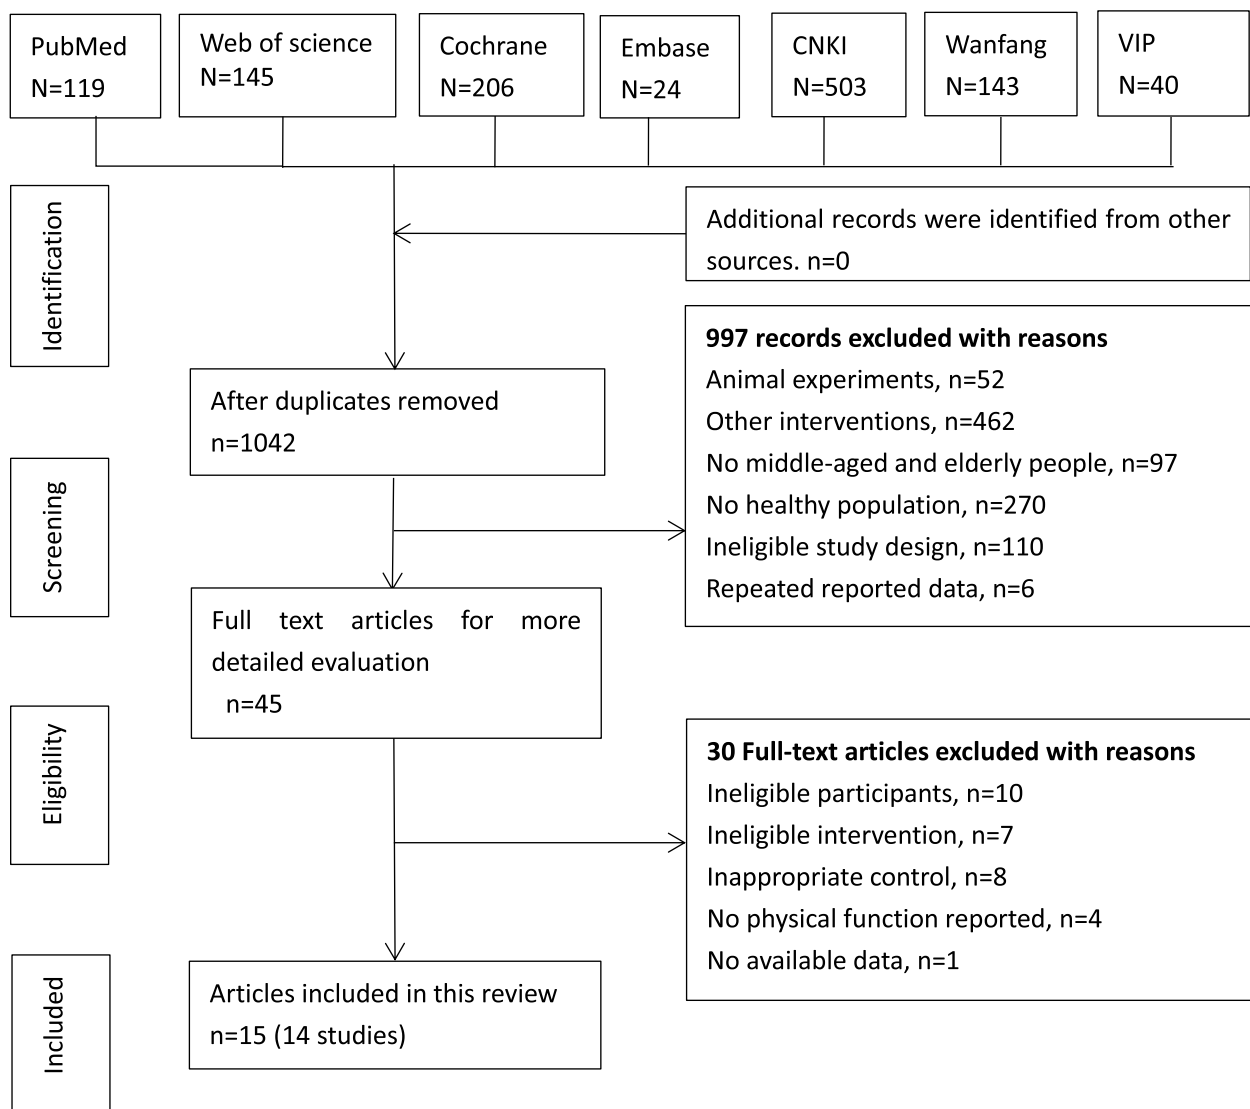 PubMed
N=119
Web of science
N=145
Cochrane
N=206
Embase
N=24
CNKI
N=503
Wanfang
N=143
VIP
N=40
Identification
Additional records were identified from other
sources. n=0
After duplicates removed
n=1042
997 records excluded with reasons
Animal experiments, n=52
Other interventions, n=462
No middle-aged and elderly people, n=97
No healthy population, n=270
Ineligible study design, n=110
Repeated reported data, n=6
Screening
Full text articles for more
detailed evaluation
n=45
Eligibility
30 Full-text articles excluded with reasons
Ineligible participants, n=10
Ineligible intervention, n=7
Inappropriate control, n=8
No physical function reported, n=4
No available data, n=1
Included
Articles included in this review
n=15 (14 studies)